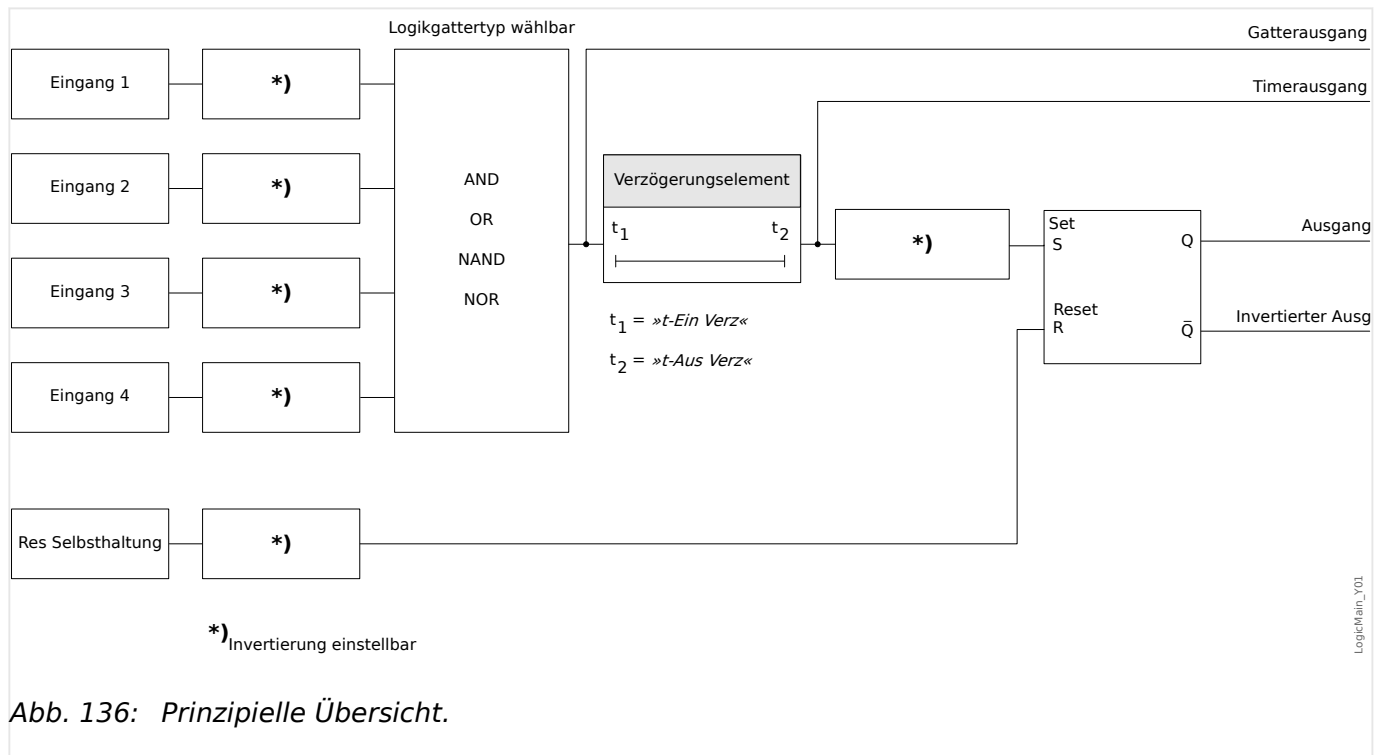 Logikgattertyp wählbar
Gatterausgang
Eingang 1
*)
Timerausgang
Eingang 2
*)
AND
OR
NAND
NOR
Verzögerungselement
t1
t2
*)
Set
S
Q
Ausgang
Eingang 3
*)
Reset
R
Q̅
Invertierter Ausg
t1 = »t-Ein Verz«
t2 = »t-Aus Verz«
Eingang 4
*)
Res Selbsthaltung
*)
*)Invertierung einstellbar
LogicMain_Y01
Abb. 136: Prinzipielle Übersicht.